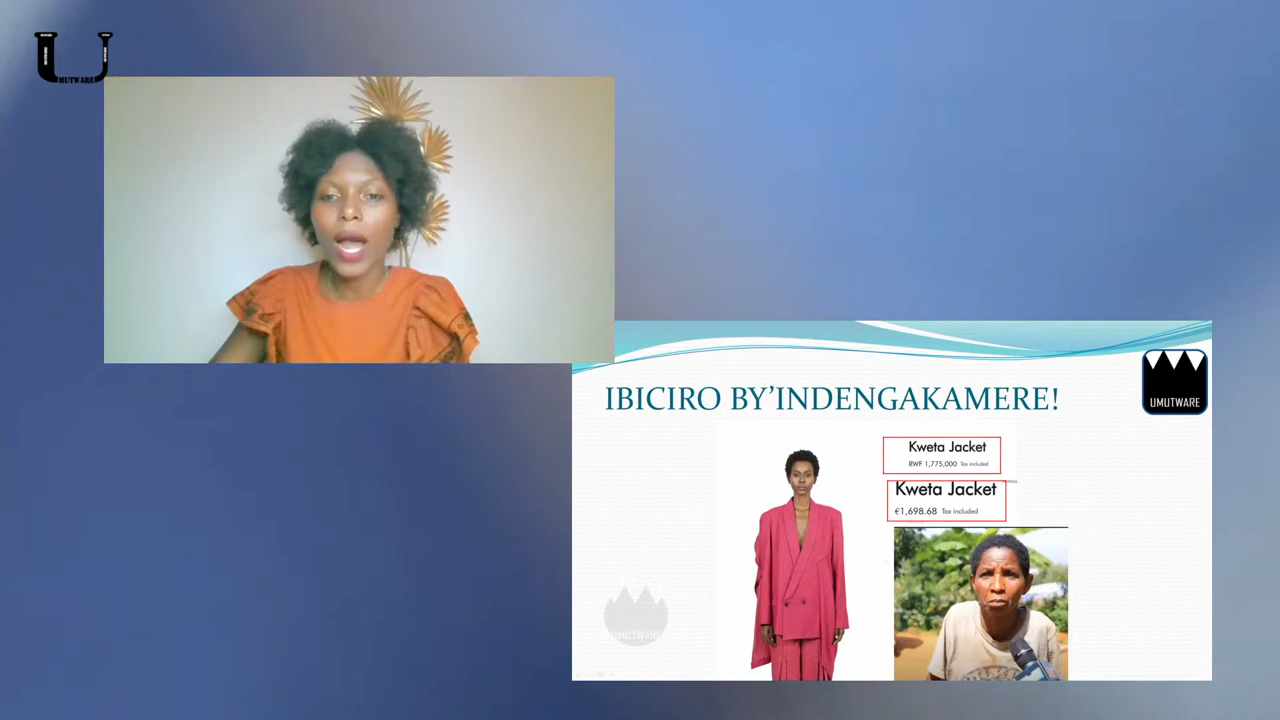 UMUTWARE
IBICIRO BY’INDENGAKAMERE!
UMUTWARE
Kweta Jacket
RWF 1,775,000 Tax included
Kweta Jacket
€1,698.68 Tax included
UMUTWARE